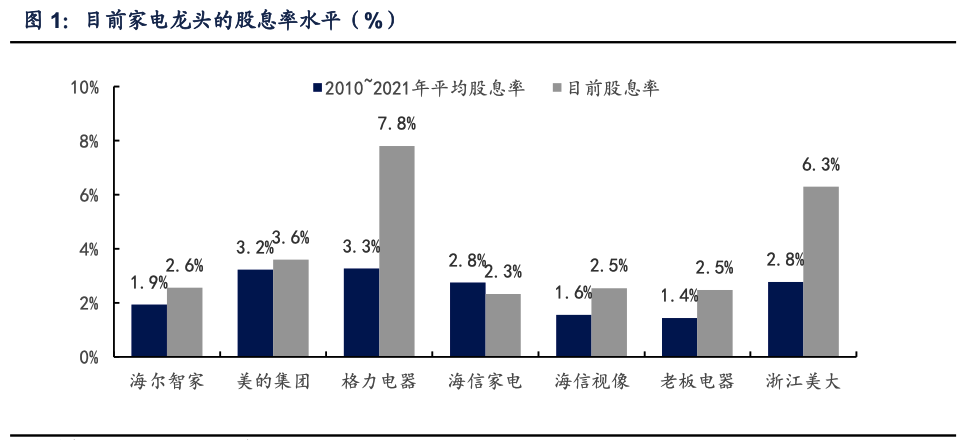 图 1: 目前家电龙头的股息率水平（%）
2010~2021年平均股息率 目前股息率
10%
8%
6%
4%
2%
0%
1.9% 2.6% 3.2% 3.6% 3.3% 7.8% 2.8% 2.3% 1.6% 2.5% 1.4% 2.5% 2.8% 6.3%
海尔智家 美的集团 格力电器 海信家电 海信视像 老板电器 浙江美大